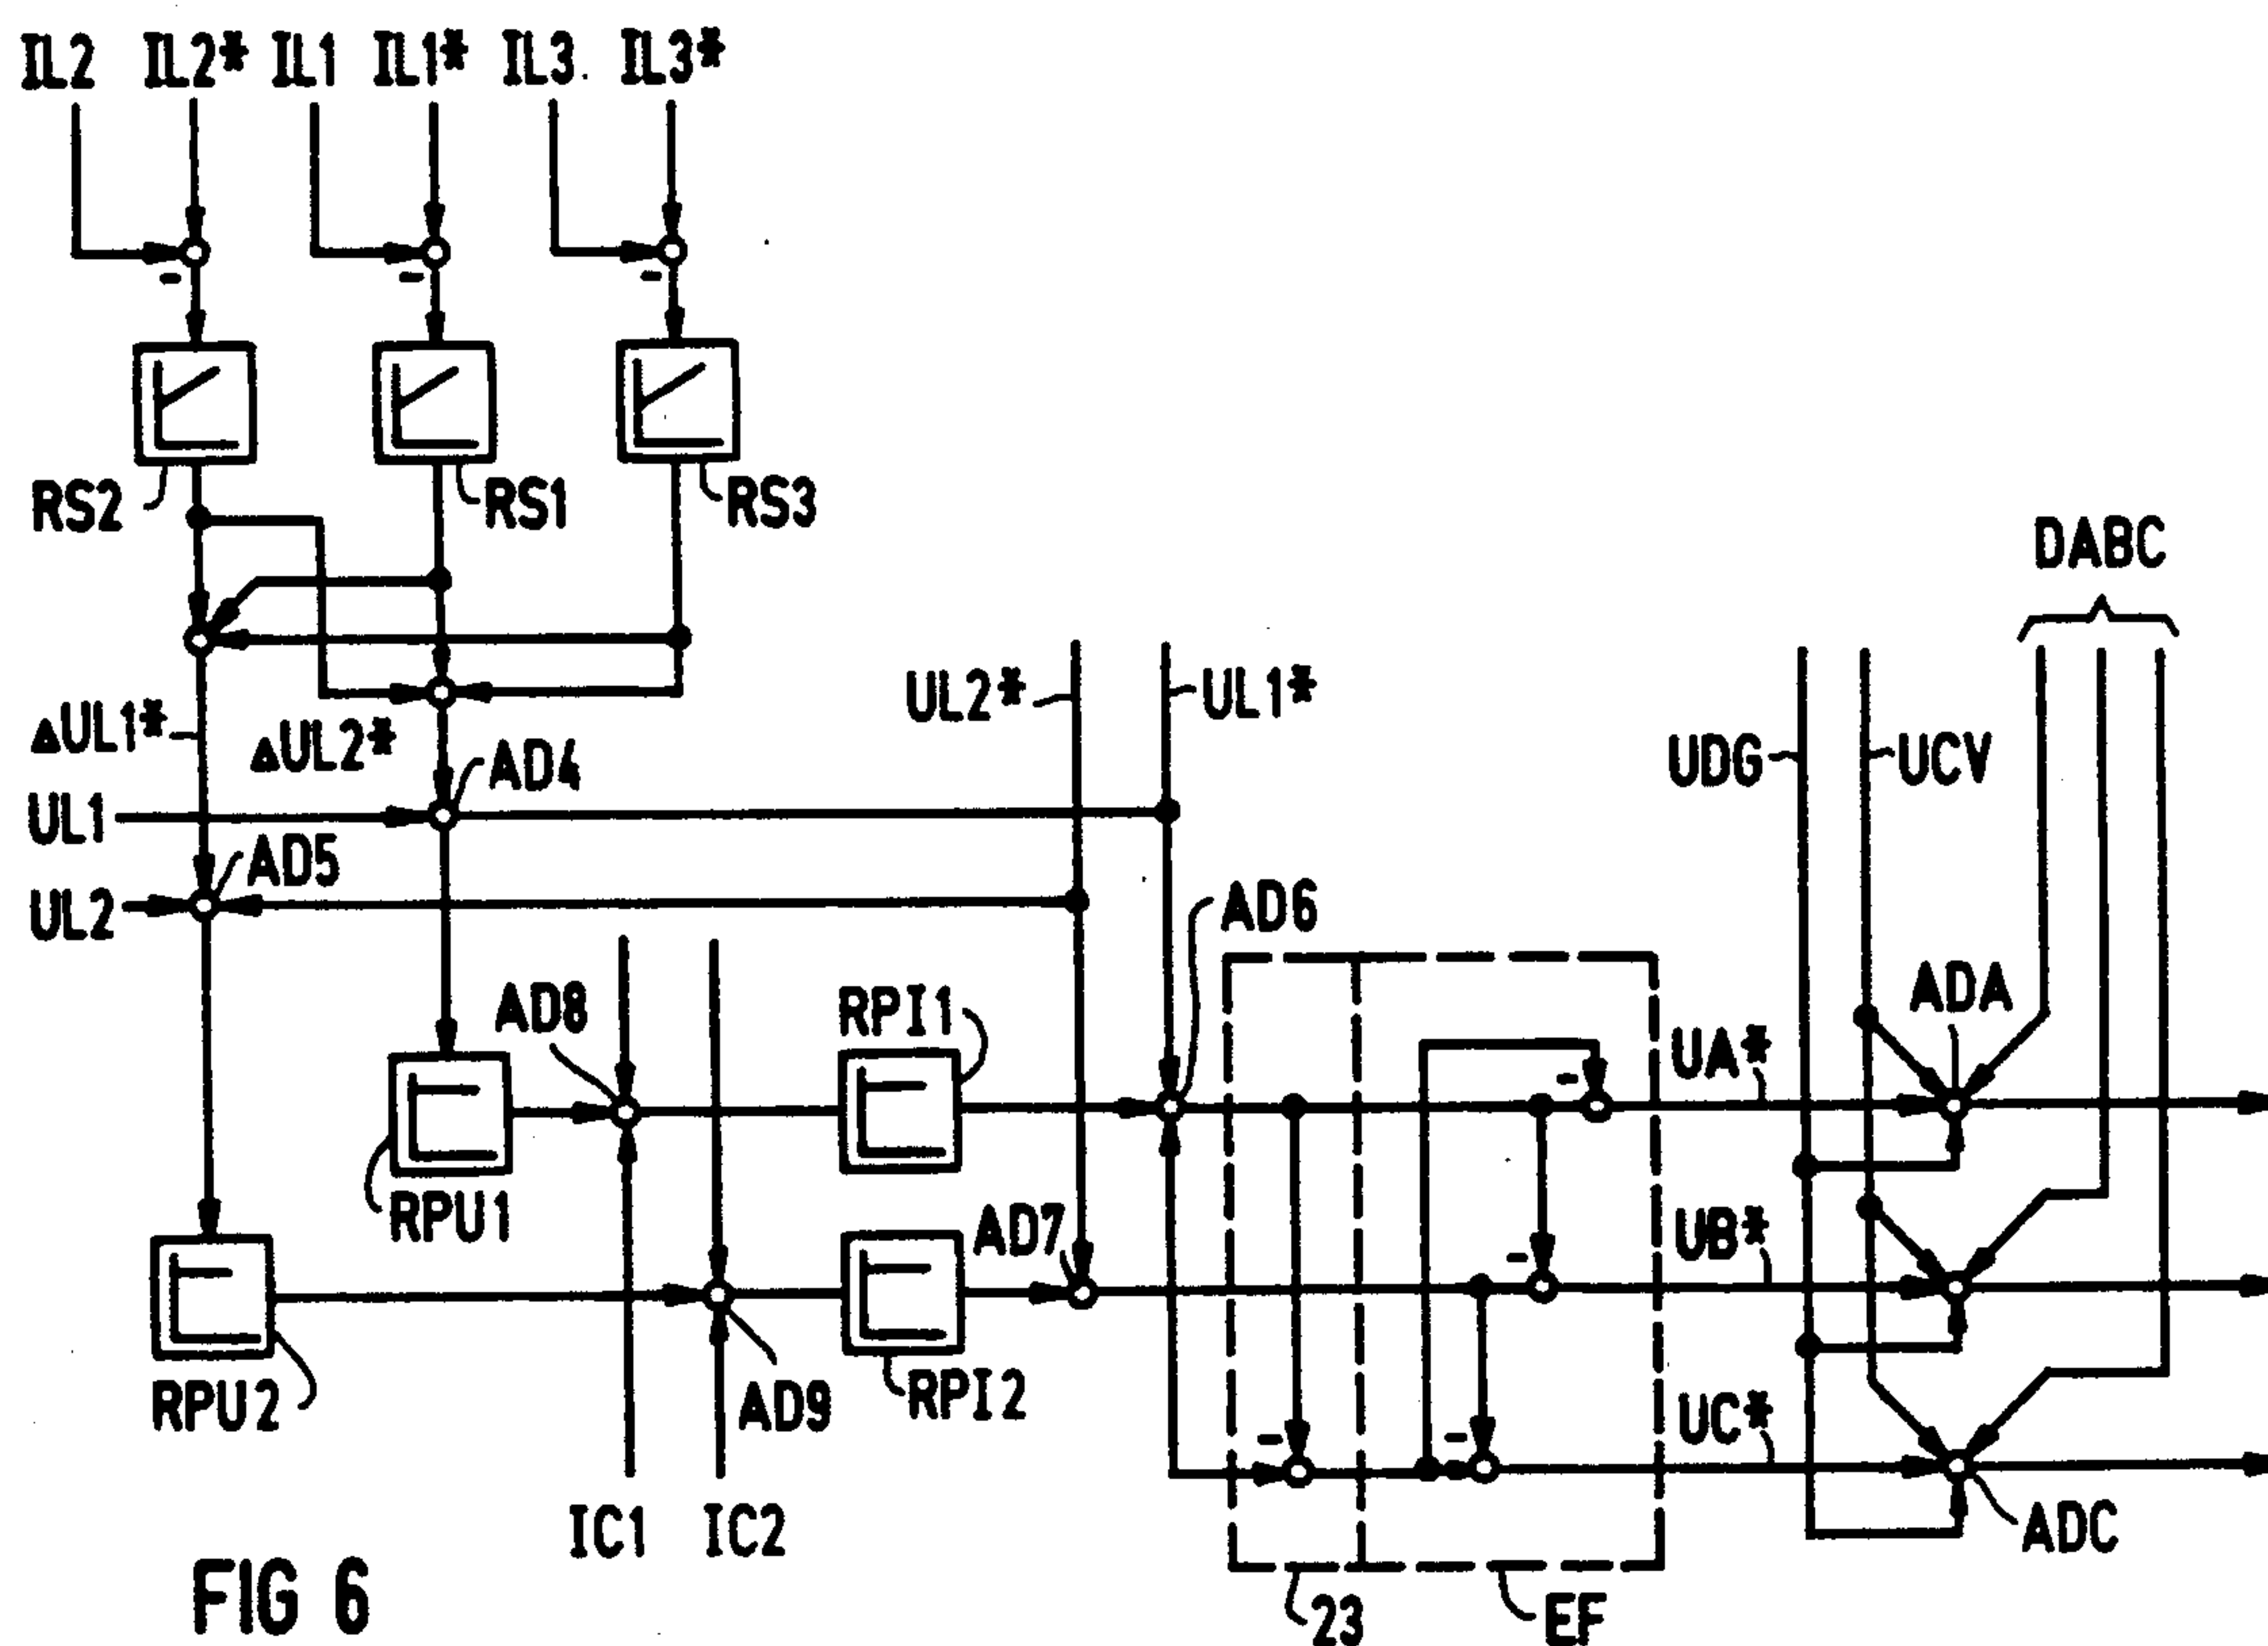 IL2 IL2* IL1 IL1* IL3 IL3*
- - -
RS2 RS1 RS3
DABC
UL2* UL1*
ΔUL1* ΔUL2* AD4 UDG UCV
UL1
AD5
UL2 AD6
AD8 RPI1 ADA
UA*
-
RPU1 AD7 UB*
-
RPU2 AD9 RPI2 UC*
- -
IC1 IC2 ADC
FIG 6 23 EF